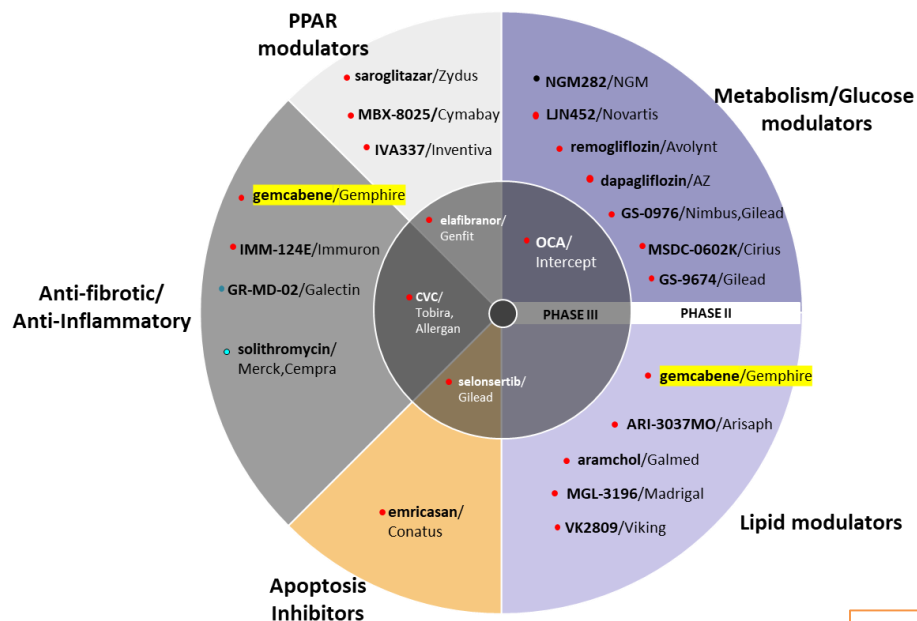 PPAR
modulators
saroglitazar/Zydus
MBX-8025/Cymabay
IVA337/Inventiva
Metabolism/Glucose
modulators
NGM282/NGM
LJN452/Novartis
remogliflozin/Avolynt
dapagliflozin/AZ
GS-0976/Nimbus,Gilead
MSDC-0602K/Cirius
GS-9674/Gilead
elafibranor/
Genfit
OCA/
Intercept
Anti-fibrotic/
Anti-Inflammatory
gemcabene/Gemphire
IMM-124E/Immuron
GR-MD-02/Galectin
solithromycin/
Merck,Cempra
CVC/
Tobira,
Allergan
PHASE III
PHASE II
selonsertib/
Gilead
gemcabene/Gemphire
ARI-3037MO/Arisaph
aramchol/Galmed
MGL-3196/Madrigal
VK2809/Viking
Lipid modulators
emricasan/
Conatus
Apoptosis
Inhibitors